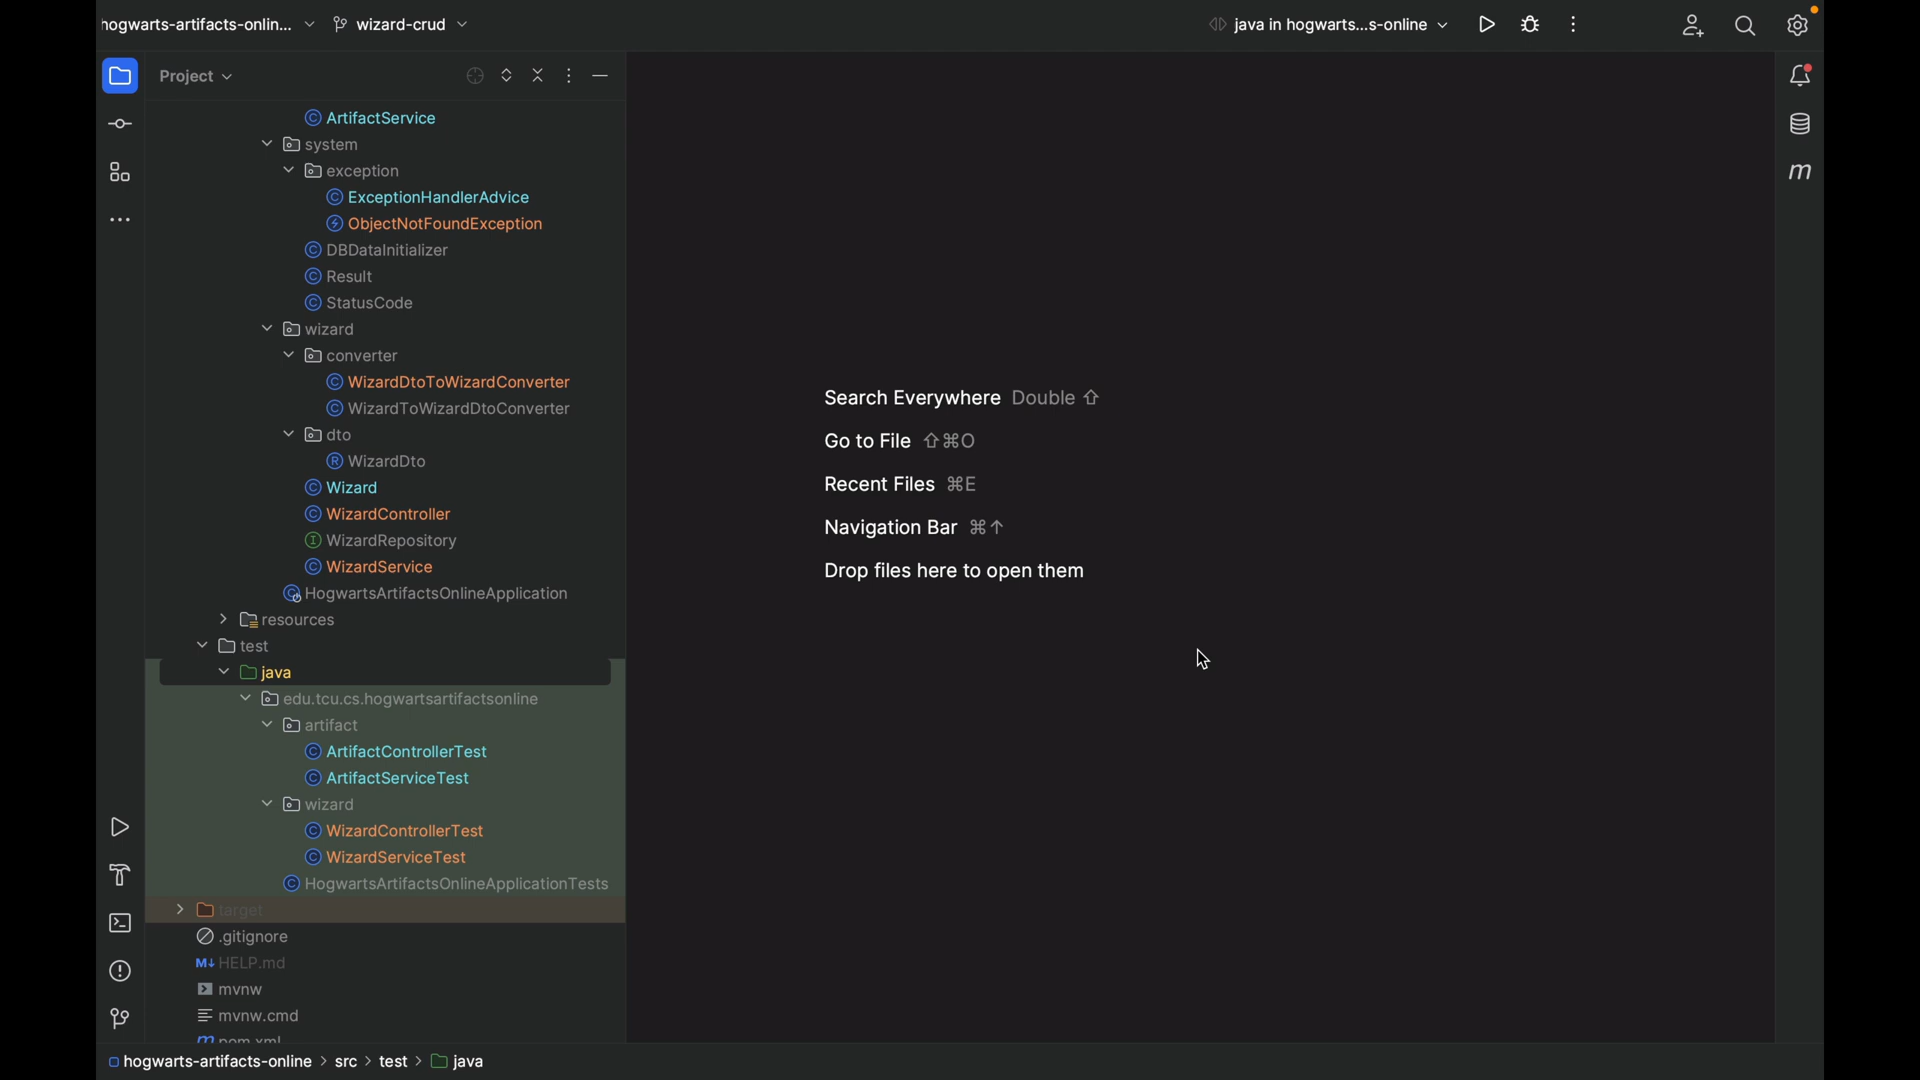 hogwarts-artifacts-onlin... wizard-crud java in hogwarts...s-online
Project
ArtifactService
system
exception
ExceptionHandlerAdvice
ObjectNotFoundException
DBDataInitializer
Result
StatusCode
wizard
converter
WizardDtoToWizardConverter
WizardToWizardDtoConverter
dto
WizardDto
Wizard
WizardController
WizardRepository
WizardService
HogwartsArtifactsOnlineApplication
resources
test
java
edu.tcu.cs.hogwartsartifactsonline
artifact
ArtifactControllerTest
ArtifactServiceTest
wizard
WizardControllerTest
WizardServiceTest
HogwartsArtifactsOnlineApplicationTests
target
.gitignore
M↓ HELP.md
mvnw
mvnw.cmd
m pom.xml
Search Everywhere Double ⇧
Go to File ⇧⌘O
Recent Files ⌘E
Navigation Bar ⌘↑
Drop files here to open them
m
hogwarts-artifacts-online > src > test > java